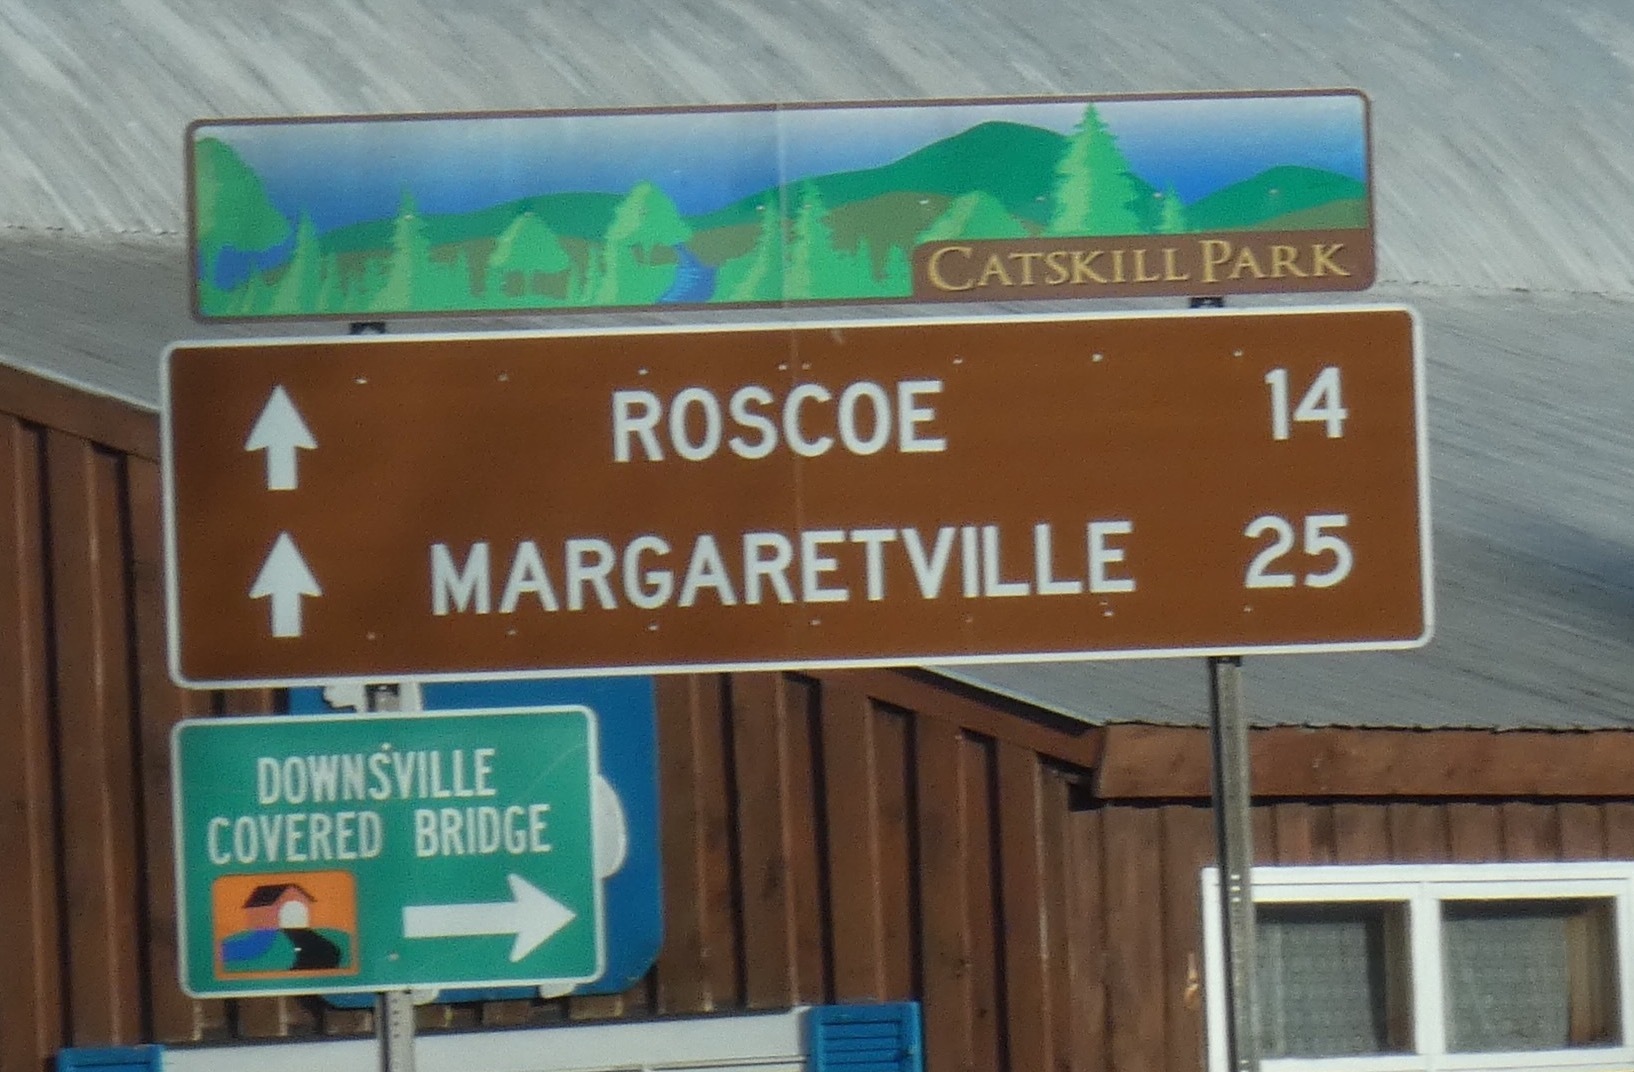 CATSKILL PARK
ROSCOE 14
MARGARETVILLE 25
DOWNSVILLE
COVERED BRIDGE